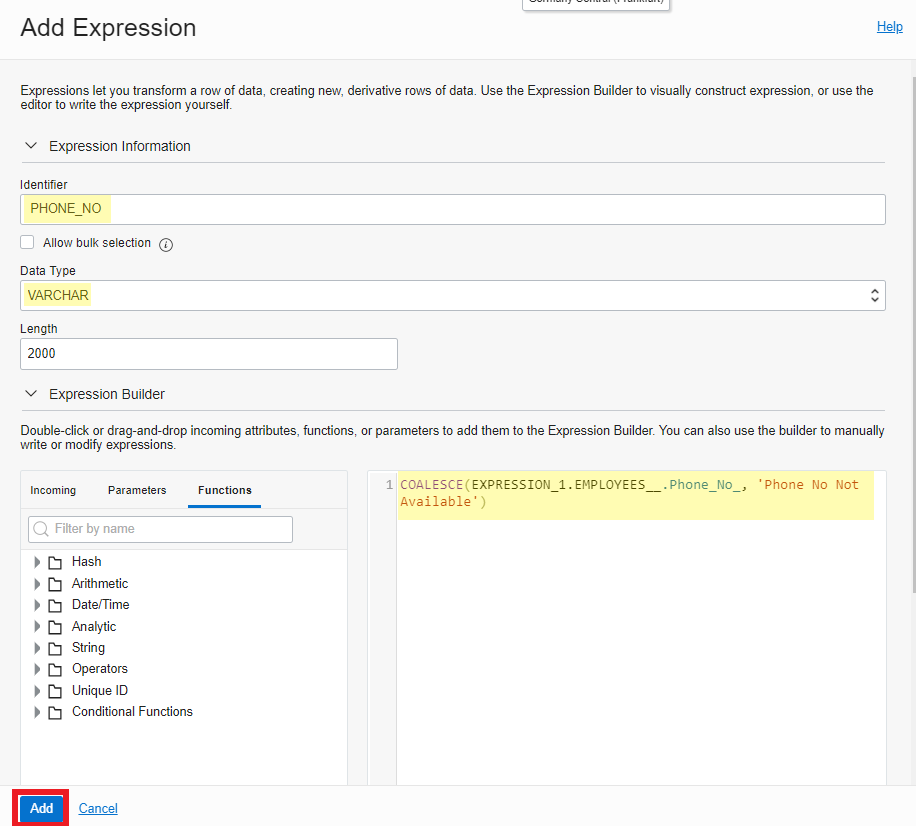 Germany Central (Frankfurt)
Add Expression
Help
Expressions let you transform a row of data, creating new, derivative rows of data. Use the Expression Builder to visually construct expression, or use the
editor to write the expression yourself.
Expression Information
Identifier
PHONE_NO
Allow bulk selection
Data Type
VARCHAR
Length
2000
Expression Builder
Double-click or drag-and-drop incoming attributes, functions, or parameters to add them to the Expression Builder. You can also use the builder to manually
write or modify expressions.
Incoming Parameters Functions
Filter by name
Hash
Arithmetic
Date/Time
Analytic
String
Operators
Unique ID
Conditional Functions
1 COALESCE(EXPRESSION_1.EMPLOYEES__.Phone_No_, 'Phone No Not
Available')
Add Cancel